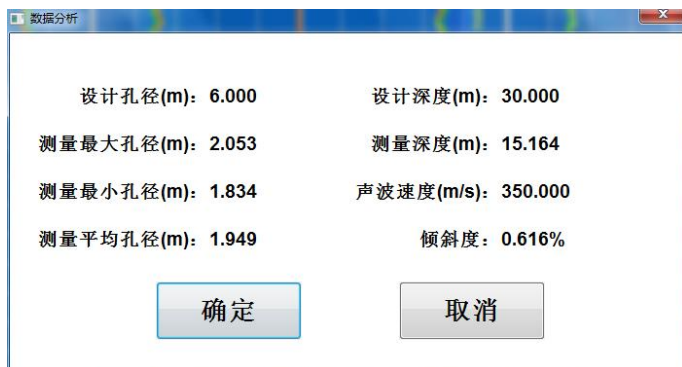 数据分析
设计孔径(m)：6.000 设计深度(m)：30.000
测量最大孔径(m)：2.053 测量深度(m)：15.164
测量最小孔径(m)：1.834 声波速度(m/s)：350.000
测量平均孔径(m)：1.949 倾斜度：0.616%
确定 取消